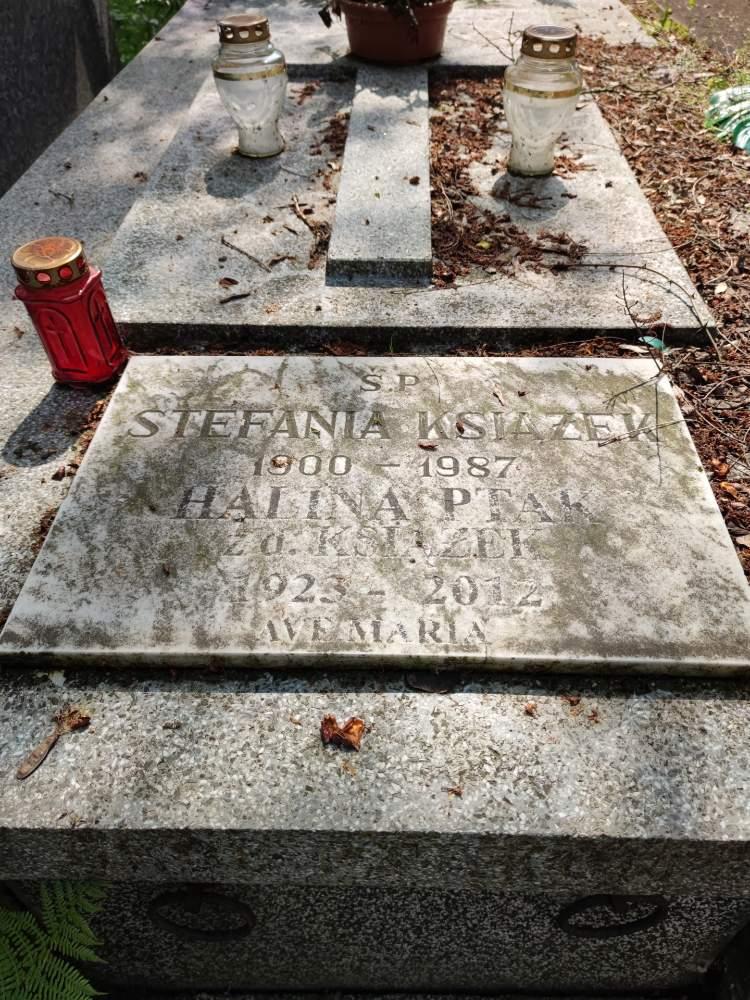 Ś P
STEFANIA KSIĄŻEK
1900 - 1987
HALINA PTAK
z d. KSIĄŻEK
1923 - 2012
AVE MARIA